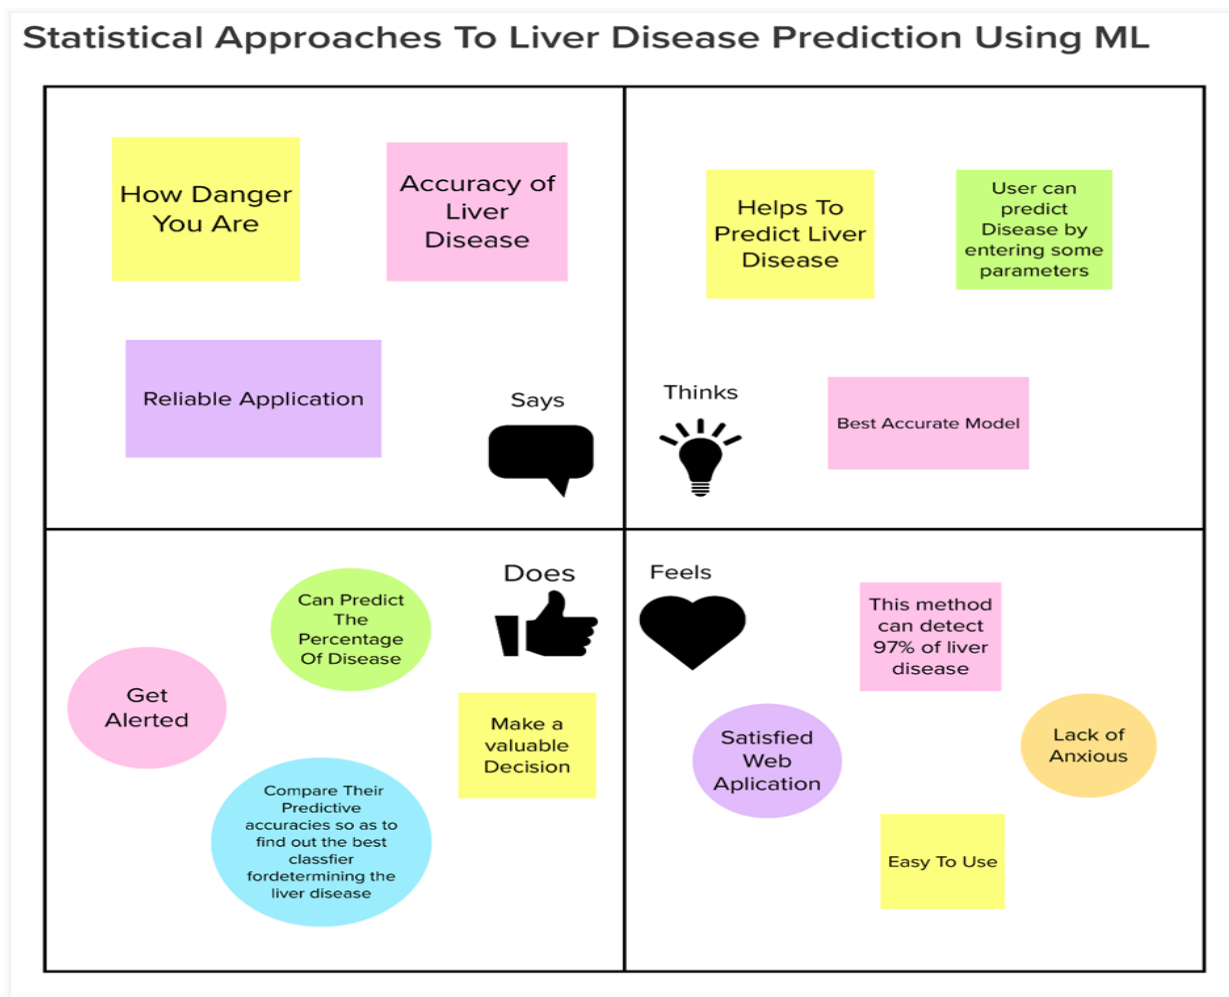 Statistical Approaches To Liver Disease Prediction Using ML
How Danger
You Are
Accuracy of
Liver
Disease
Reliable Application
Says
Thinks
Helps To
Predict Liver
Disease
User can
predict
Disease by
entering some
parameters
Best Accurate Model
Does
Can Predict
The
Percentage
Of Disease
Get
Alerted
Make a
valuable
Decision
Compare Their
Predictive
accuracies so as to
find out the best
classfier
fordetermining the
liver disease
Feels
This method
can detect
97% of liver
disease
Satisfied
Web
Aplication
Lack of
Anxious
Easy To Use